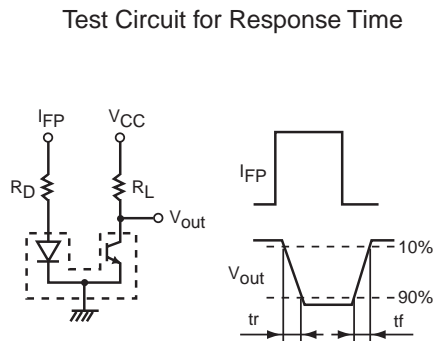 Test Circuit for Response Time
IFP
VCC
RD
RL
Vout
IFP
10%
Vout
90%
tr
tf